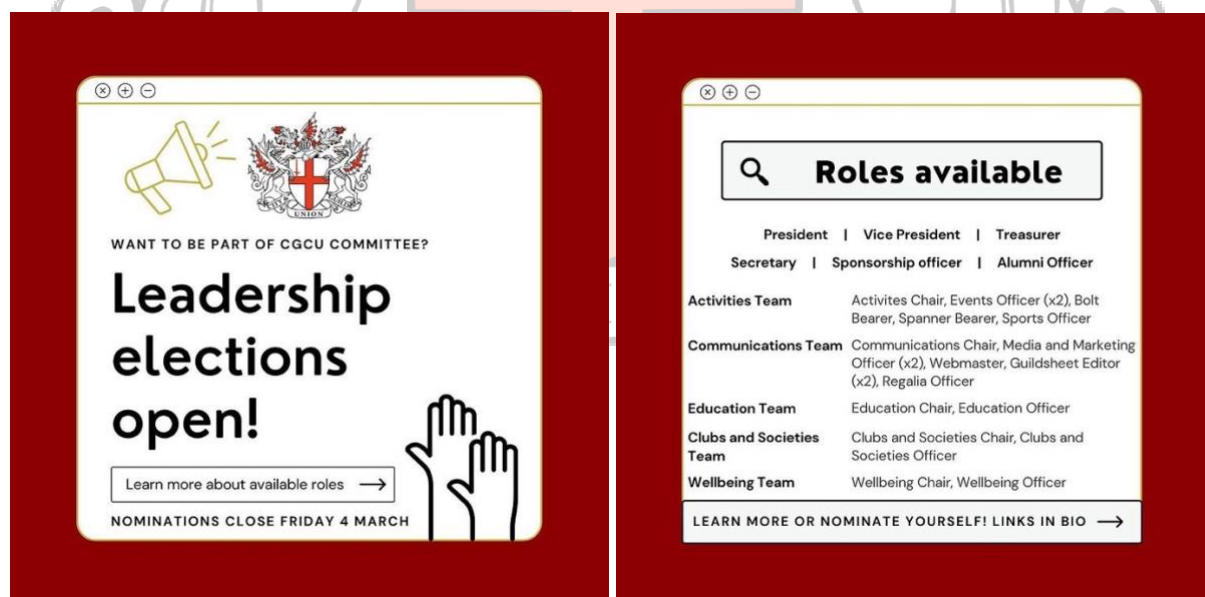 UNION
WANT TO BE PART OF CGCU COMMITTEE?
Leadership
elections
open!
Learn more about available roles
NOMINATIONS CLOSE FRIDAY 4 MARCH
Roles available
President | Vice President | Treasurer
Secretary | Sponsorship officer | Alumni Officer
Activities Team
Activites Chair, Events Officer (x2), Bolt
Bearer, Spanner Bearer, Sports Officer
Communications Team
Communications Chair, Media and Marketing
Officer (x2), Webmaster, Guildsheet Editor
(x2), Regalia Officer
Education Team
Education Chair, Education Officer
Clubs and Societies
Team
Clubs and Societies Chair, Clubs and
Societies Officer
Wellbeing Team
Wellbeing Chair, Wellbeing Officer
LEARN MORE OR NOMINATE YOURSELF! LINKS IN BIO